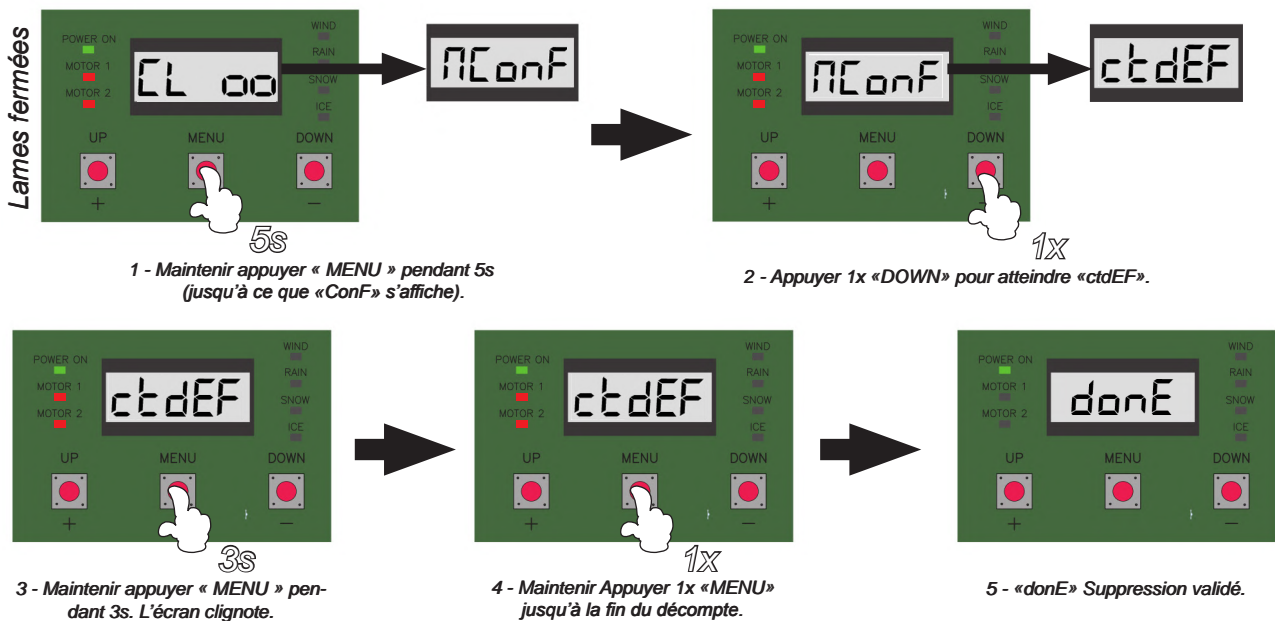 Lames fermées
POWER ON
MOTOR 1
MOTOR 2
CL oo
WIND
RAIN
SNOW
ICE
UP
MENU
DOWN
+
−
MConF
5s
1 - Maintenir appuyer « MENU » pendant 5s
(jusqu'à ce que «ConF» s'affiche).
POWER ON
MOTOR 1
MOTOR 2
MConF
WIND
RAIN
SNOW
ICE
UP
MENU
DOWN
+
−
ctdEF
1x
2 - Appuyer 1x «DOWN» pour atteindre «ctdEF».
POWER ON
MOTOR 1
MOTOR 2
ctdEF
WIND
RAIN
SNOW
ICE
UP
MENU
DOWN
+
−
3s
3 - Maintenir appuyer « MENU » pen-
dant 3s. L'écran clignote.
POWER ON
MOTOR 1
MOTOR 2
ctdEF
WIND
RAIN
SNOW
ICE
UP
MENU
DOWN
+
−
1x
4 - Maintenir Appuyer 1x «MENU»
jusqu'à la fin du décompte.
POWER ON
MOTOR 1
MOTOR 2
donE
WIND
RAIN
SNOW
ICE
UP
MENU
DOWN
+
−
5 - «donE» Suppression validé.